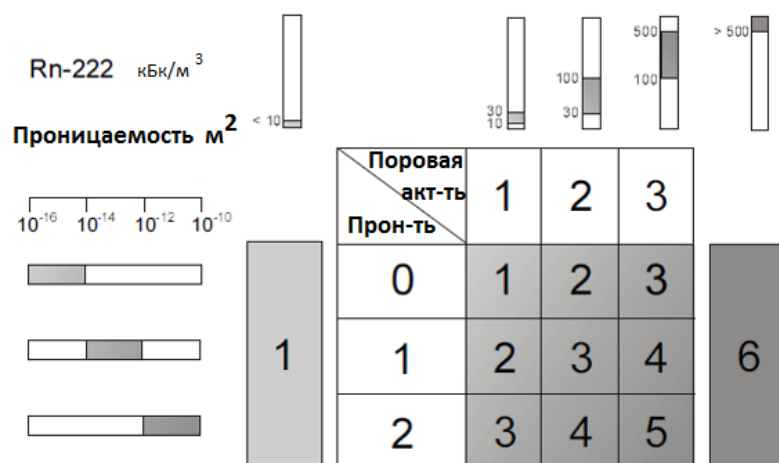 Rn-222 кБк/м 3
< 10
30
10
100
30
500
100
> 500
Проницаемость м2
10-16 10-14 10-12 10-10
Поровая
акт-ть
Прон-ть
1 2 3
0 1 2 3
1 2 3 4
2 3 4 5
1
6